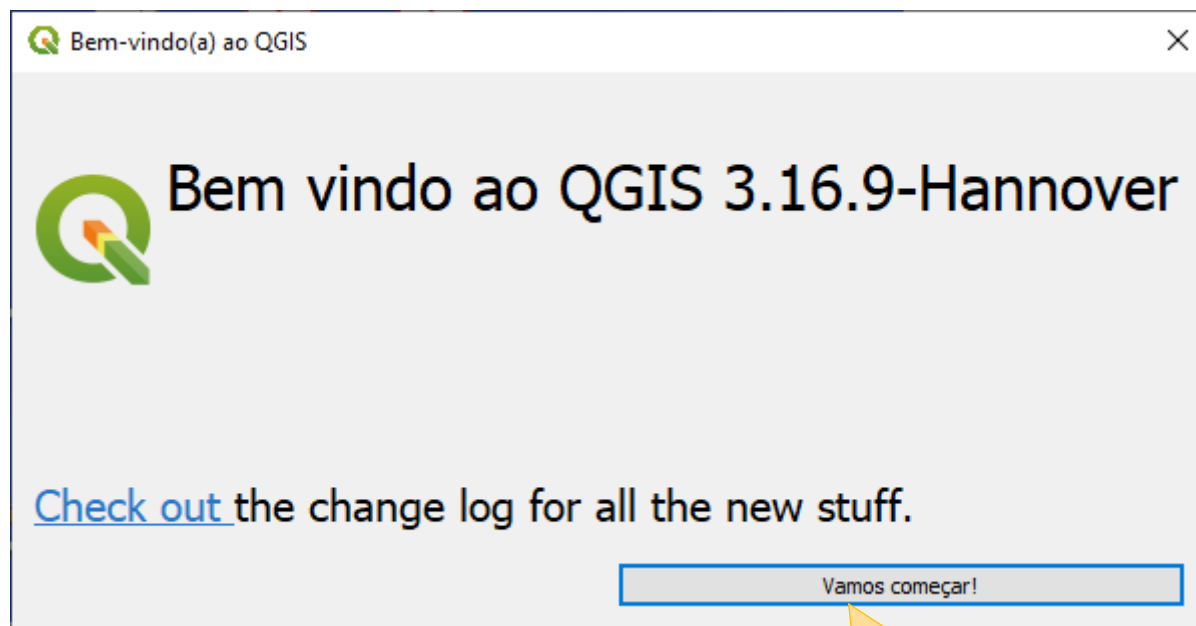 Bem-vindo(a) ao QGIS
Bem vindo ao QGIS 3.16.9-Hannover
Check out the change log for all the new stuff.
Vamos começar!